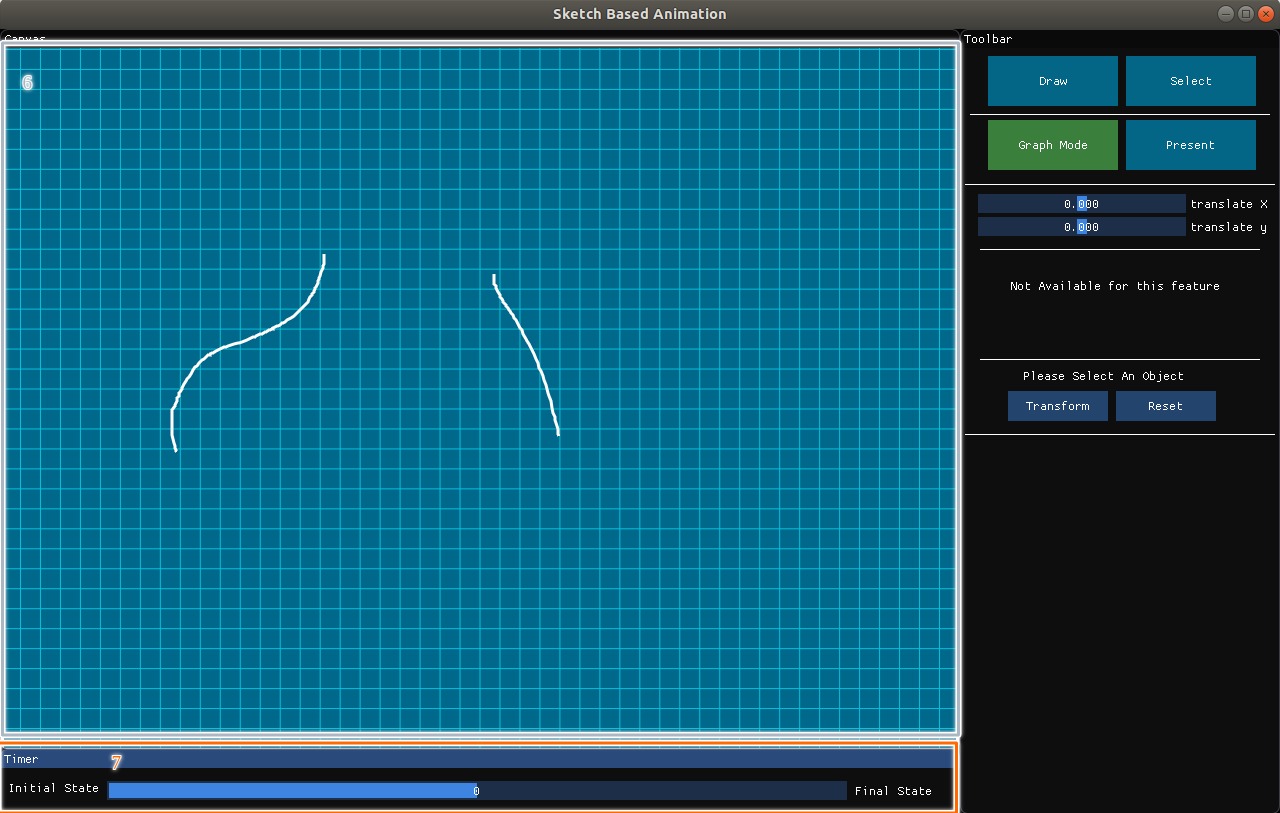 Sketch Based Animation
Canvas
Toolbar
6
Draw
Select
Graph Mode
Present
0.000 translate X
0.000 translate y
Not Available for this feature
Please Select An Object
Transform
Reset
Timer
7
Initial State
0
Final State